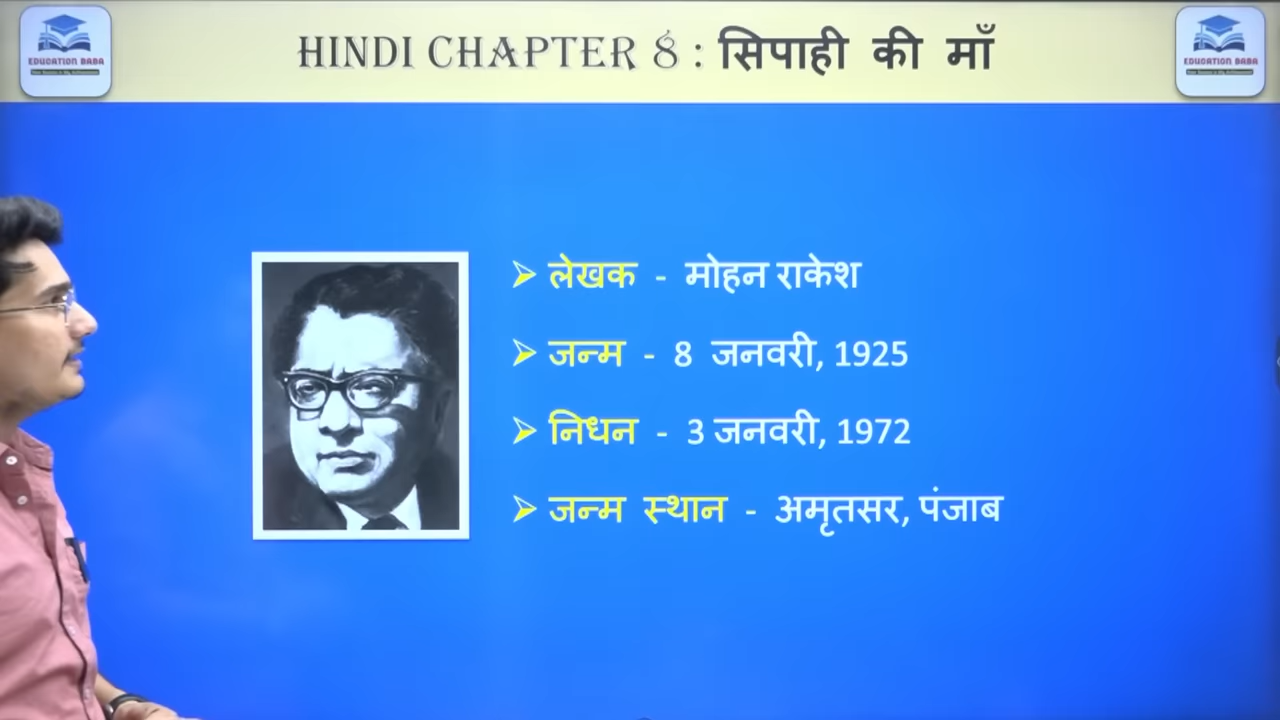 EDUCATION BABA
HINDI CHAPTER 8 : सिपाही की माँ
EDUCATION BABA
➢ लेखक - मोहन राकेश
➢ जन्म - 8 जनवरी, 1925
➢ निधन - 3 जनवरी, 1972
➢ जन्म स्थान - अमृतसर, पंजाब